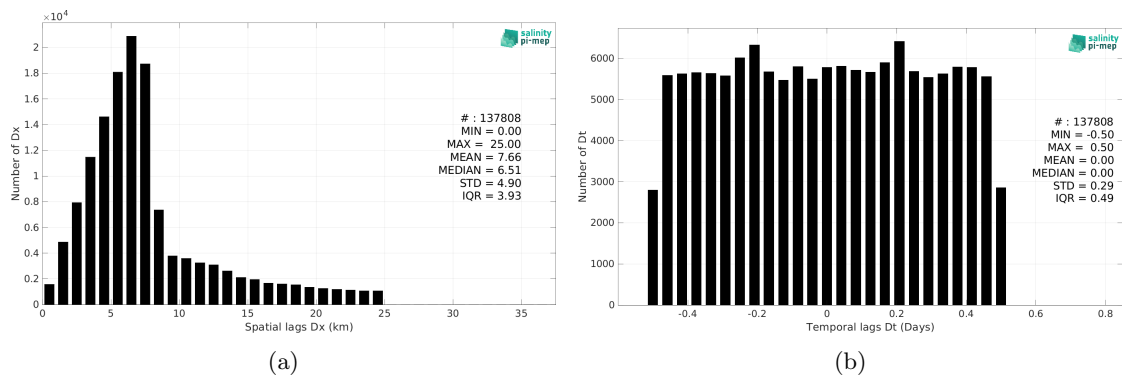 ×10⁴
2
1.8
1.6
1.4
1.2
1
0.8
0.6
0.4
0.2
0
Number of Dx
0 5 10 15 20 25 30 35
Spatial lags Dx (km)
salinity
pi-mep
# : 137808
MIN = 0.00
MAX = 25.00
MEAN = 7.66
MEDIAN = 6.51
STD = 4.90
IQR = 3.93
(a)
6000
5000
4000
3000
2000
1000
0
Number of Dt
-0.4 -0.2 0 0.2 0.4 0.6 0.8
Temporal lags Dt (Days)
salinity
pi-mep
# : 137808
MIN = -0.50
MAX = 0.50
MEAN = 0.00
MEDIAN = 0.00
STD = 0.29
IQR = 0.49
(b)